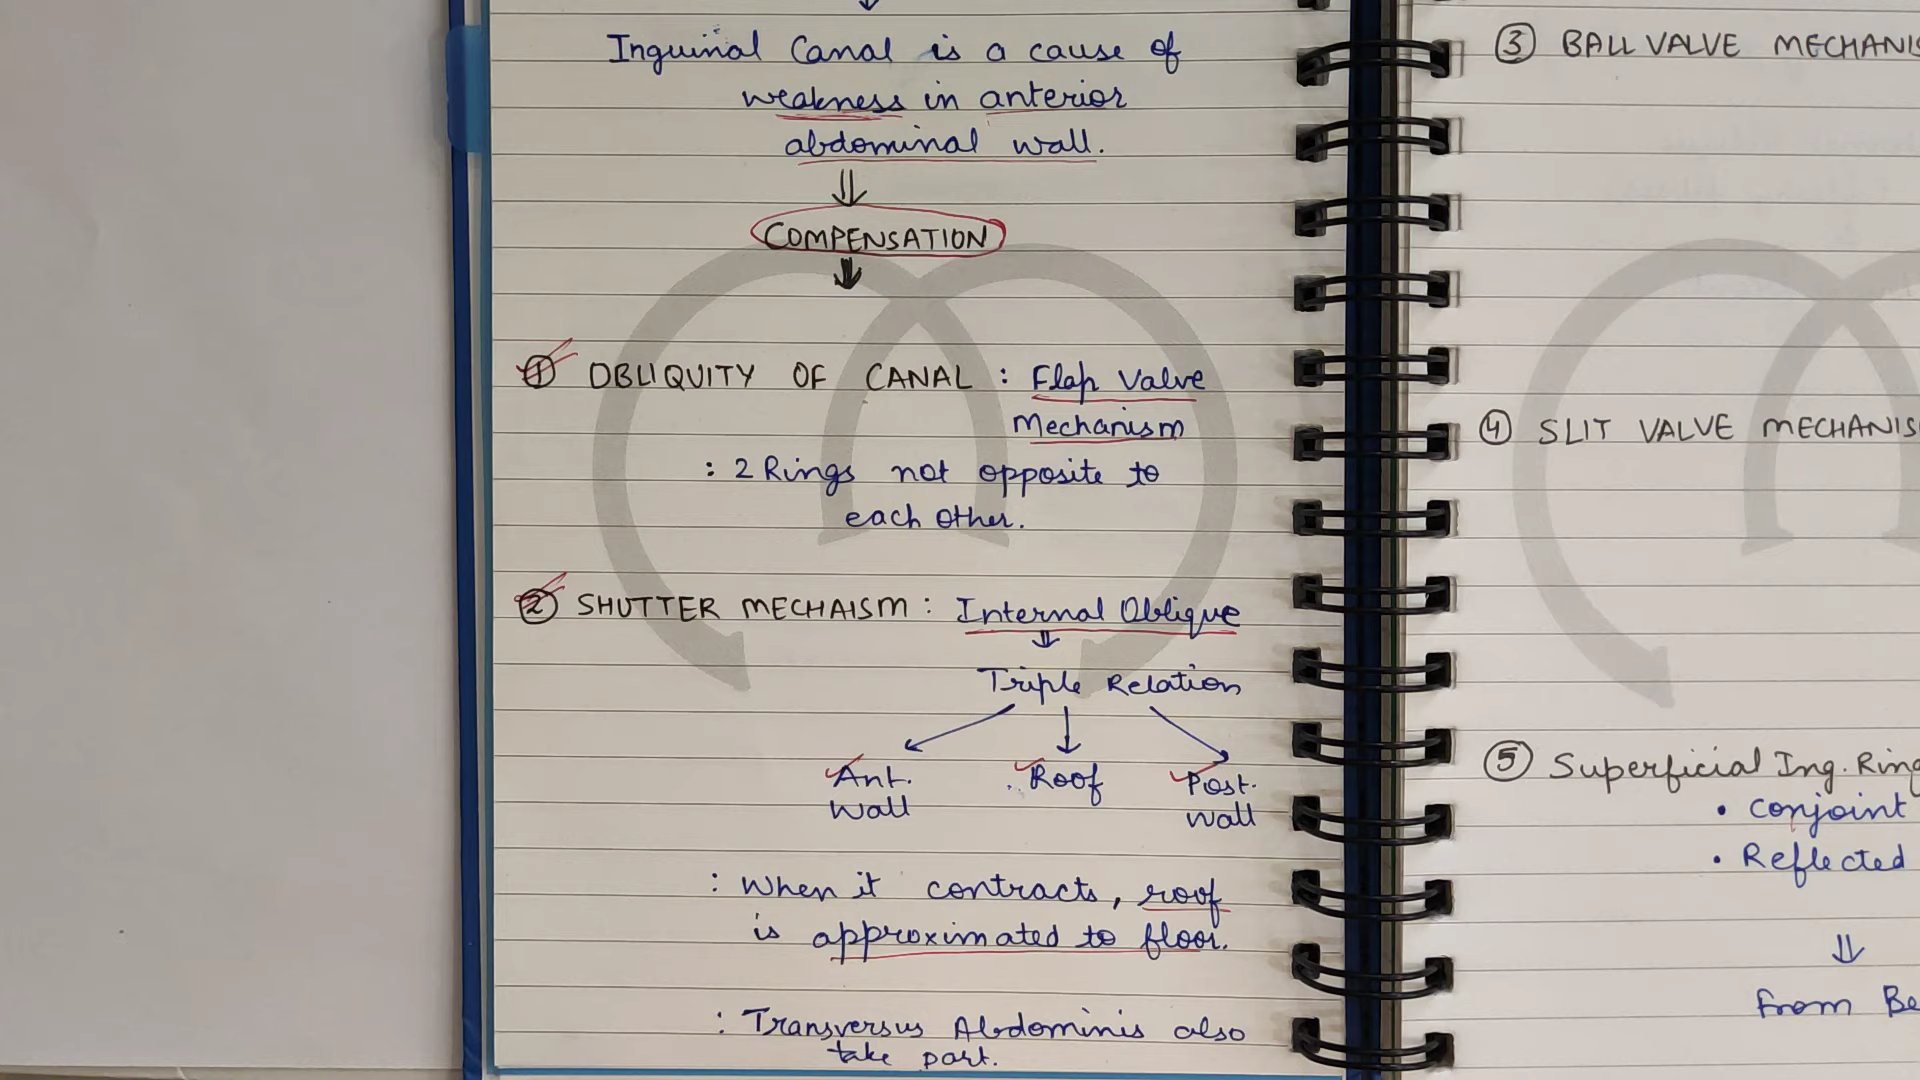 Inguinal Canal is a cause of
weakness in anterior
abdominal wall.
COMPENSATION
① OBLIQUITY OF CANAL : Flap Valve
Mechanism
: 2 Rings not opposite to
each other.
② SHUTTER MECHAISM : Internal Oblique
Triple Relation
Ant. Roof Post.
Wall wall
: When it contracts, roof
is approximated to floor.
: Transversus Abdominis also
take part.
③ BALL VALVE MECHANIS
④ SLIT VALVE MECHANIS
⑤ Superficial Ing. Ring
• Conjoint
• Reflected
From Be